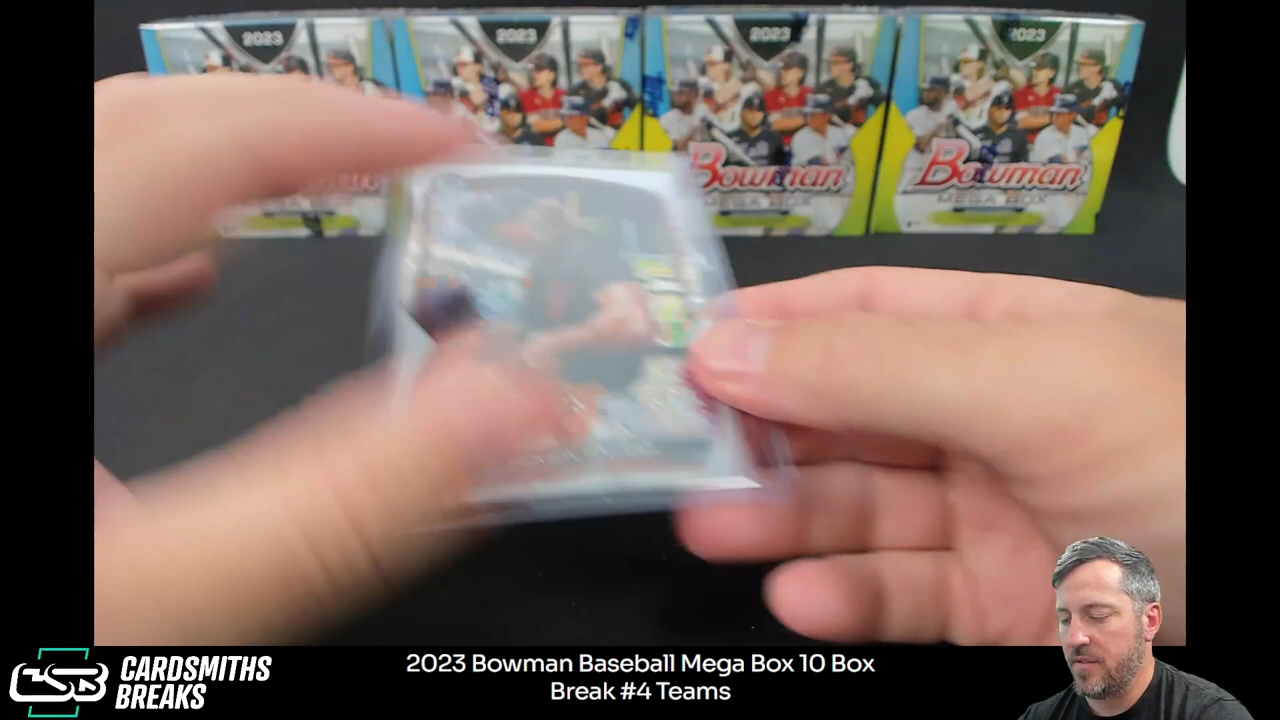 2023
2023
2023
2023
Bowman
MEGA BOX
Bowman
MEGA BOX
CSB
CARDSMITHS
BREAKS
2023 Bowman Baseball Mega Box 10 Box
Break #4 Teams